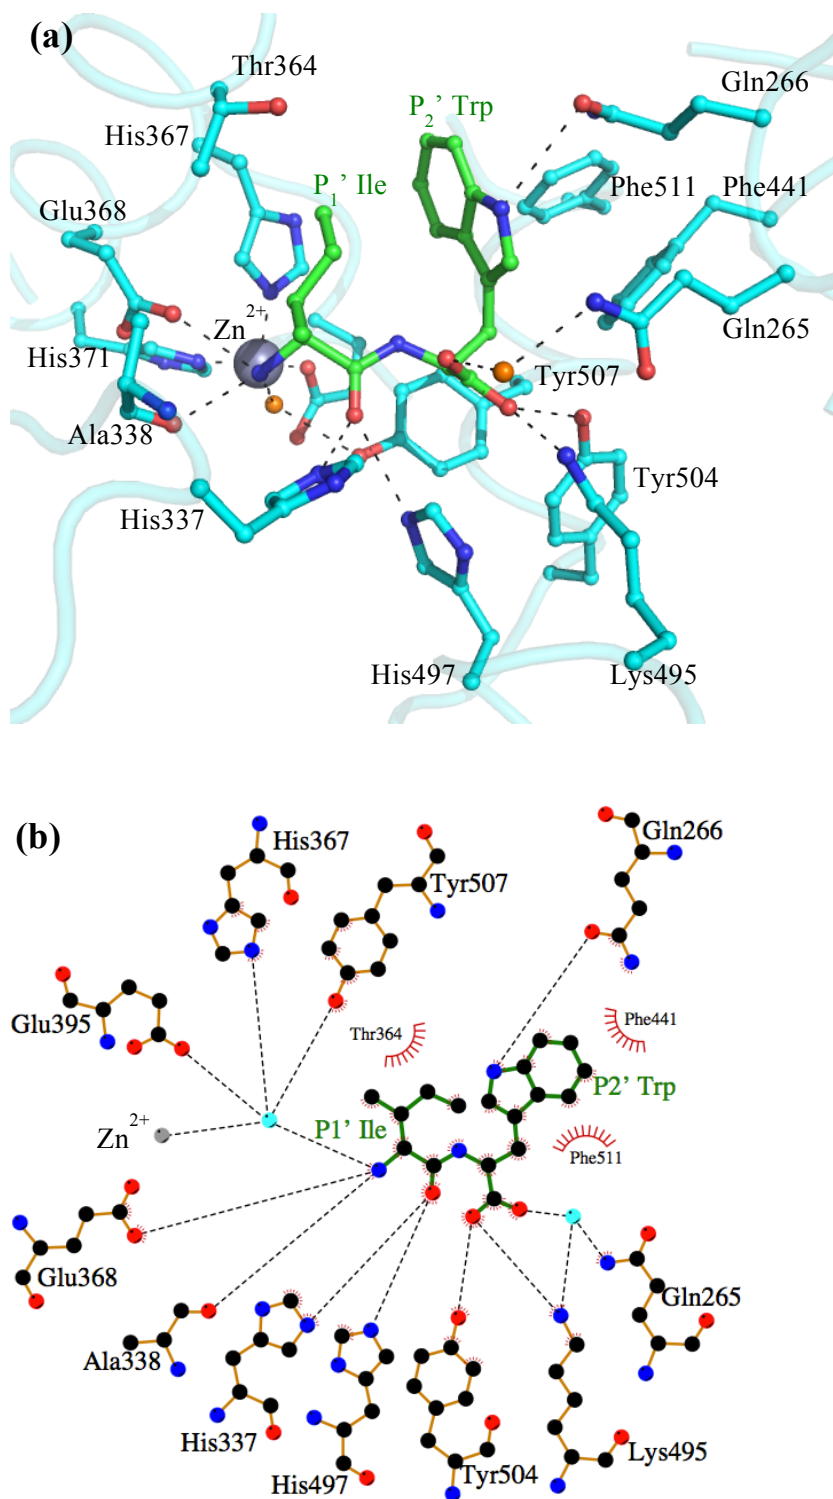 (a)
Thr364
Gln266
P2' Trp
His367
P1' Ile
Phe511
Phe441
Glu368
Zn2+
Gln265
His371
Tyr507
Ala338
Tyr504
His337
His497
Lys495
(b)
His367
Gln266
Tyr507
Glu395
Thr364
Phe441
P2' Trp
Zn2+
P1' Ile
Phe511
Glu368
Gln265
Ala338
His337
Lys495
His497
Tyr504